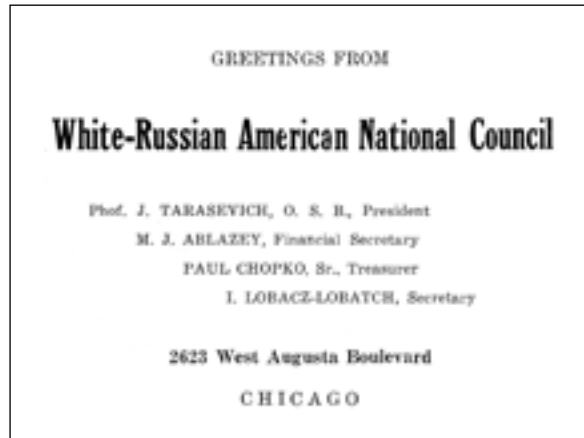 GREETINGS FROM
White-Russian American National Council
Phof. J. TARASEVICH, O. S. B., President
M. J. ABLAZEY, Financial Secretary
PAUL CHOPKO, Sr., Treasurer
I. LOBACZ-LOBATCH, Secretary
2623 West Augusta Boulevard
CHICAGO